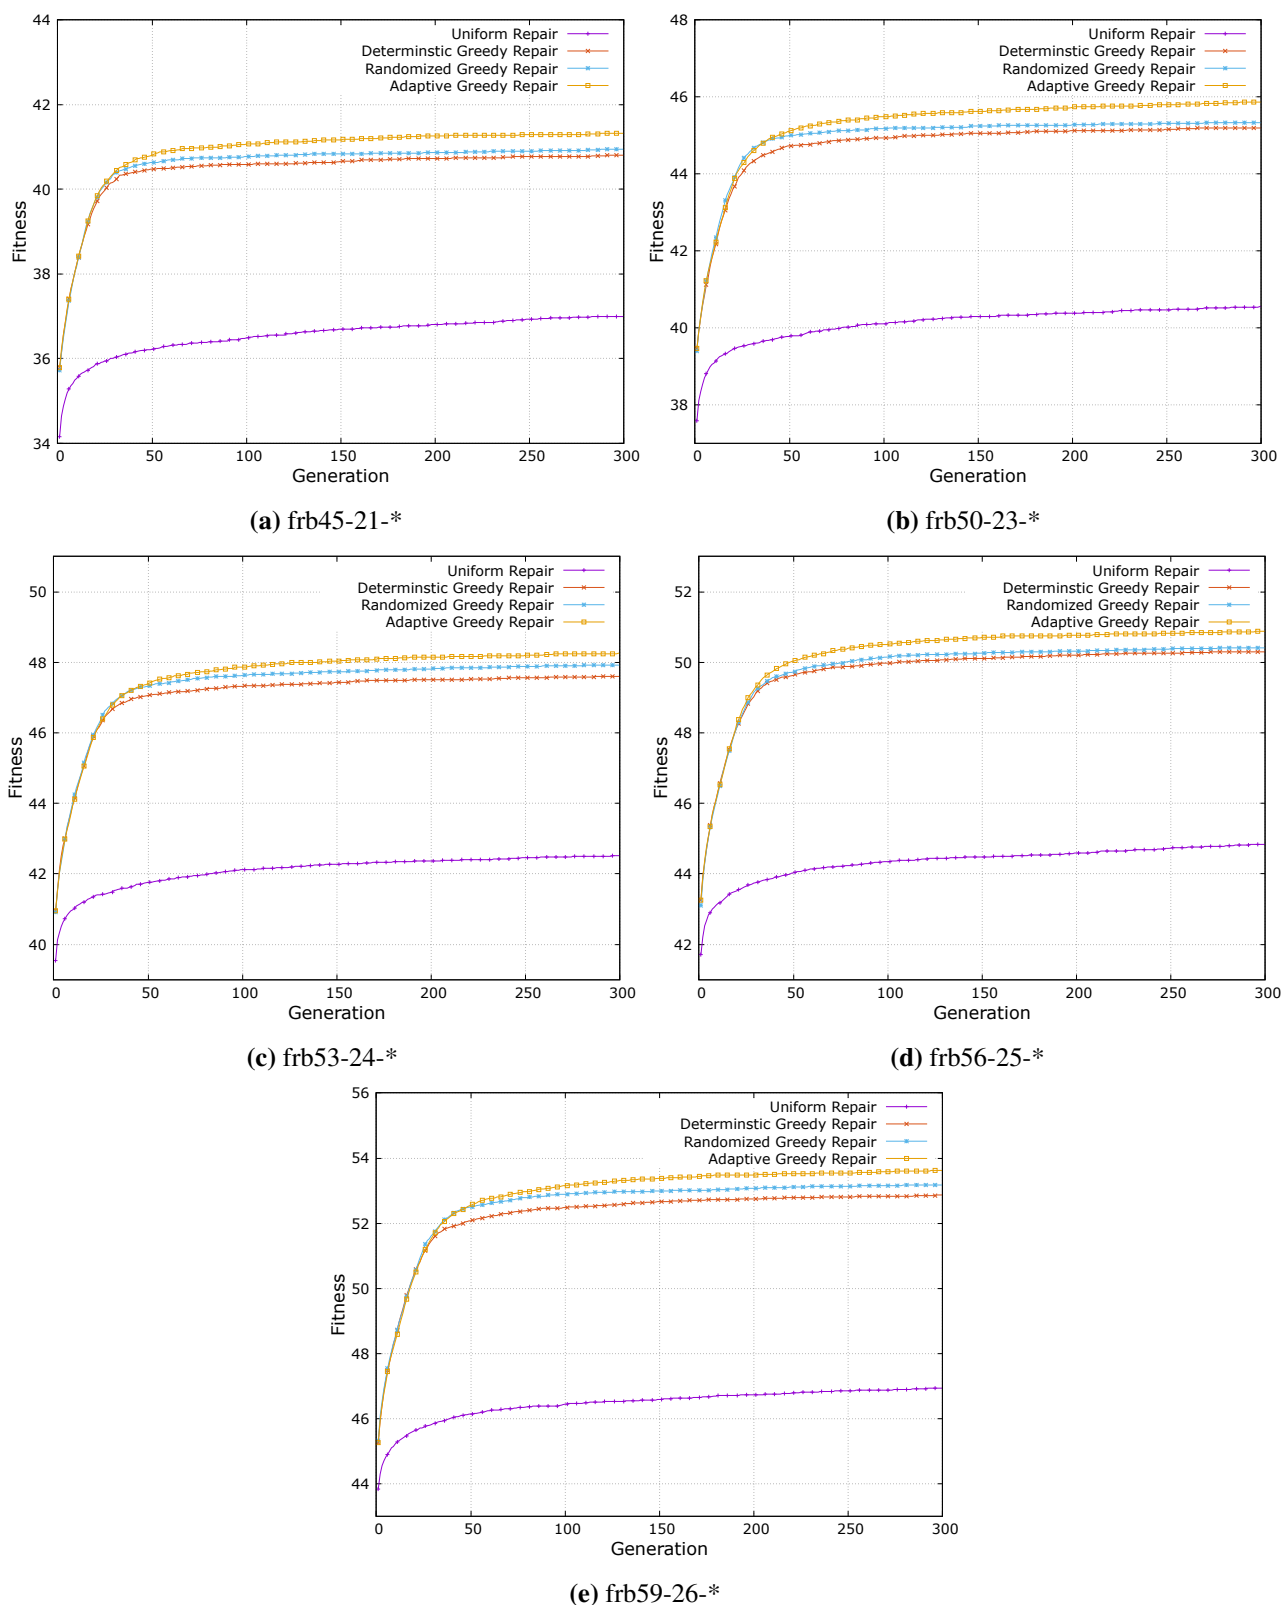 44
42
40
38
36
34
Fitness
Uniform Repair
Determinstic Greedy Repair
Randomized Greedy Repair
Adaptive Greedy Repair
0 50 100 150 200 250 300
Generation
(a) frb45-21-*
48
46
44
42
40
38
Fitness
Uniform Repair
Determinstic Greedy Repair
Randomized Greedy Repair
Adaptive Greedy Repair
0 50 100 150 200 250 300
Generation
(b) frb50-23-*
50
48
46
44
42
40
Fitness
Uniform Repair
Determinstic Greedy Repair
Randomized Greedy Repair
Adaptive Greedy Repair
0 50 100 150 200 250 300
Generation
(c) frb53-24-*
52
50
48
46
44
42
Fitness
Uniform Repair
Determinstic Greedy Repair
Randomized Greedy Repair
Adaptive Greedy Repair
0 50 100 150 200 250 300
Generation
(d) frb56-25-*
56
54
52
50
48
46
44
Fitness
Uniform Repair
Determinstic Greedy Repair
Randomized Greedy Repair
Adaptive Greedy Repair
0 50 100 150 200 250 300
Generation
(e) frb59-26-*